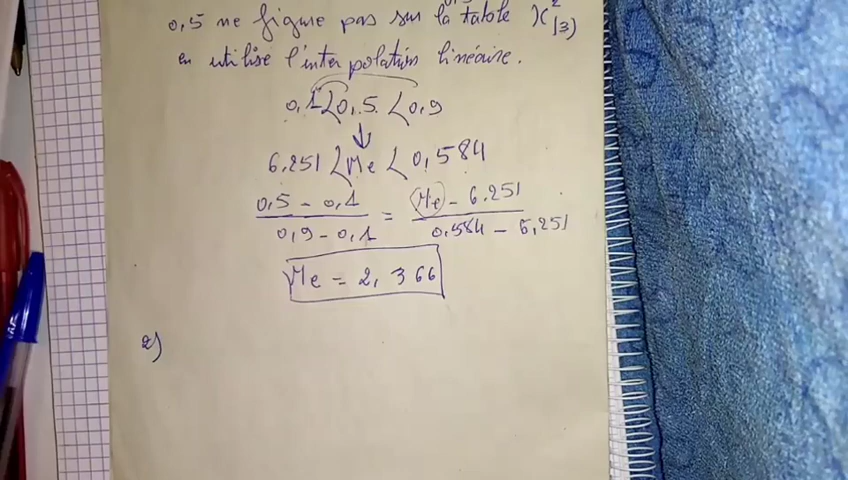 0,5 ne figure pas sur la table χ²(3)
on utilise l'interpolation linéaire.
0,1 < 0,5 < 0,9
↓
6,251 < Me < 0,584
0,5 - 0,1 / 0,9 - 0,1 = Me - 6,251 / 0,584 - 6,251
Me = 2,366
2)